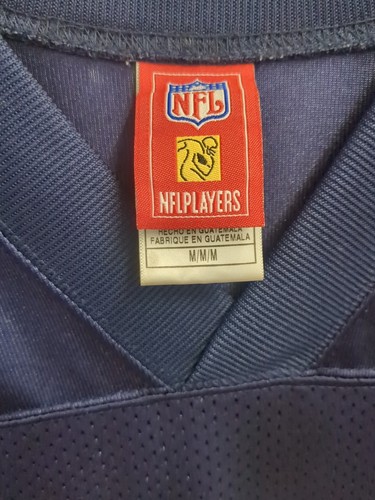 NFL
NFLPLAYERS
HECHO EN GUATEMALA
FABRIQUE EN GUATEMALA
M/M/M